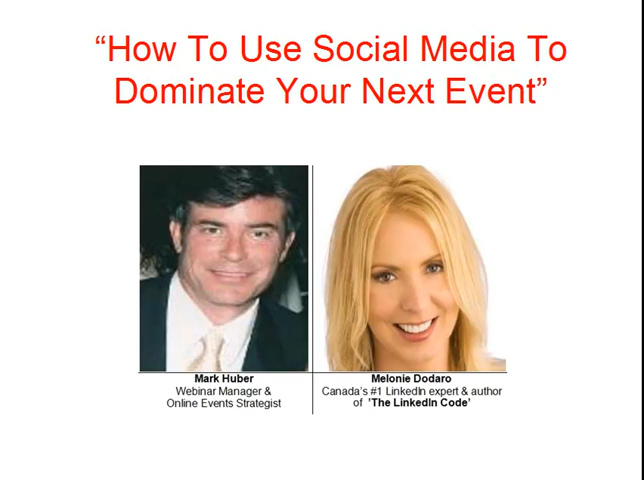 “How To Use Social Media To
Dominate Your Next Event”
Mark Huber
Webinar Manager &
Online Events Strategist
Melonie Dodaro
Canada's #1 LinkedIn expert & author
of 'The LinkedIn Code'